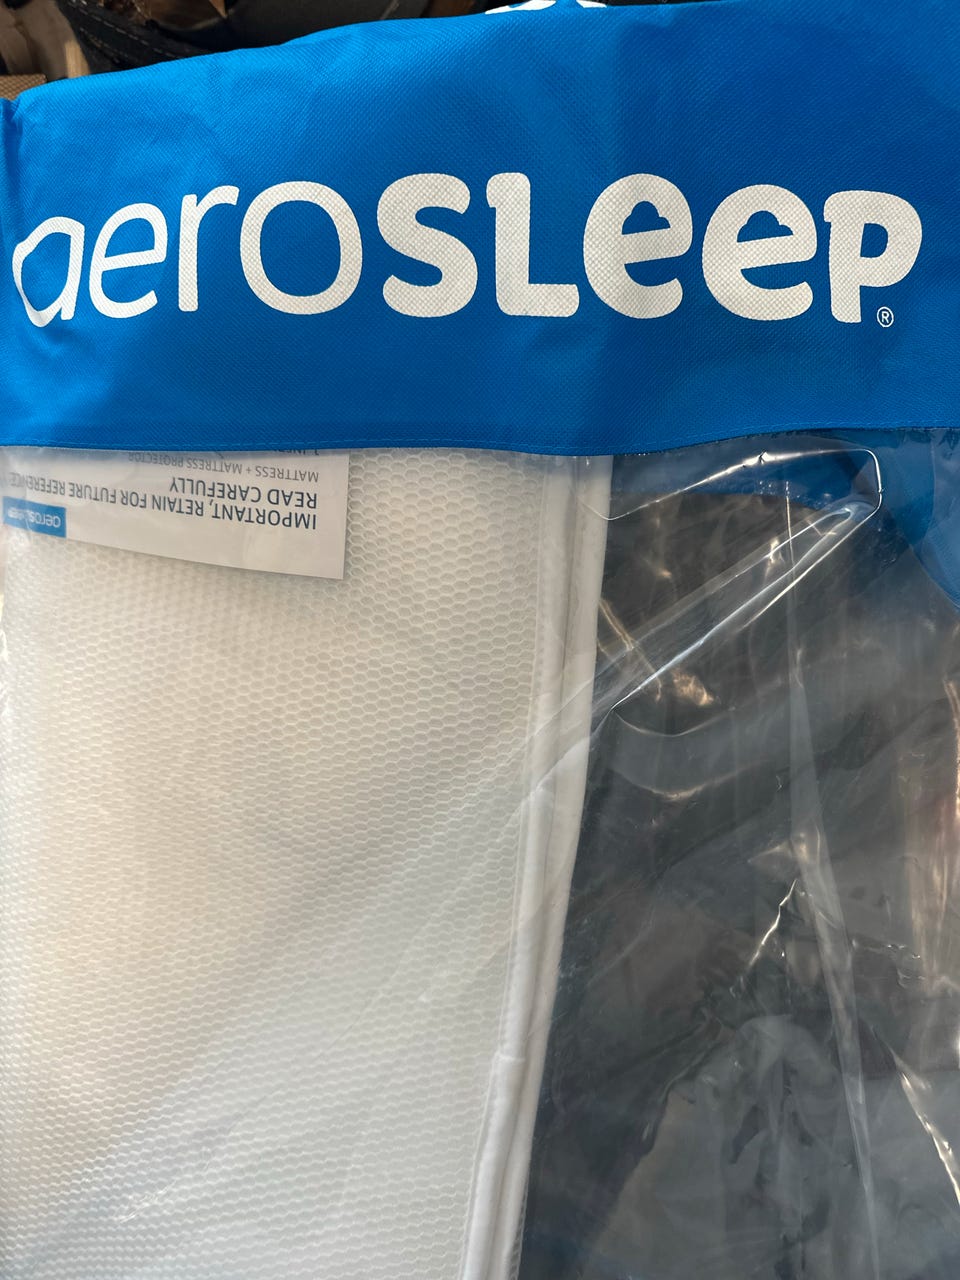 aerosleep®
aerosleep
IMPORTANT, RETAIN FOR FUTURE REFERENCE
READ CAREFULLY
MATTRESS + MATTRESS PROTECTOR